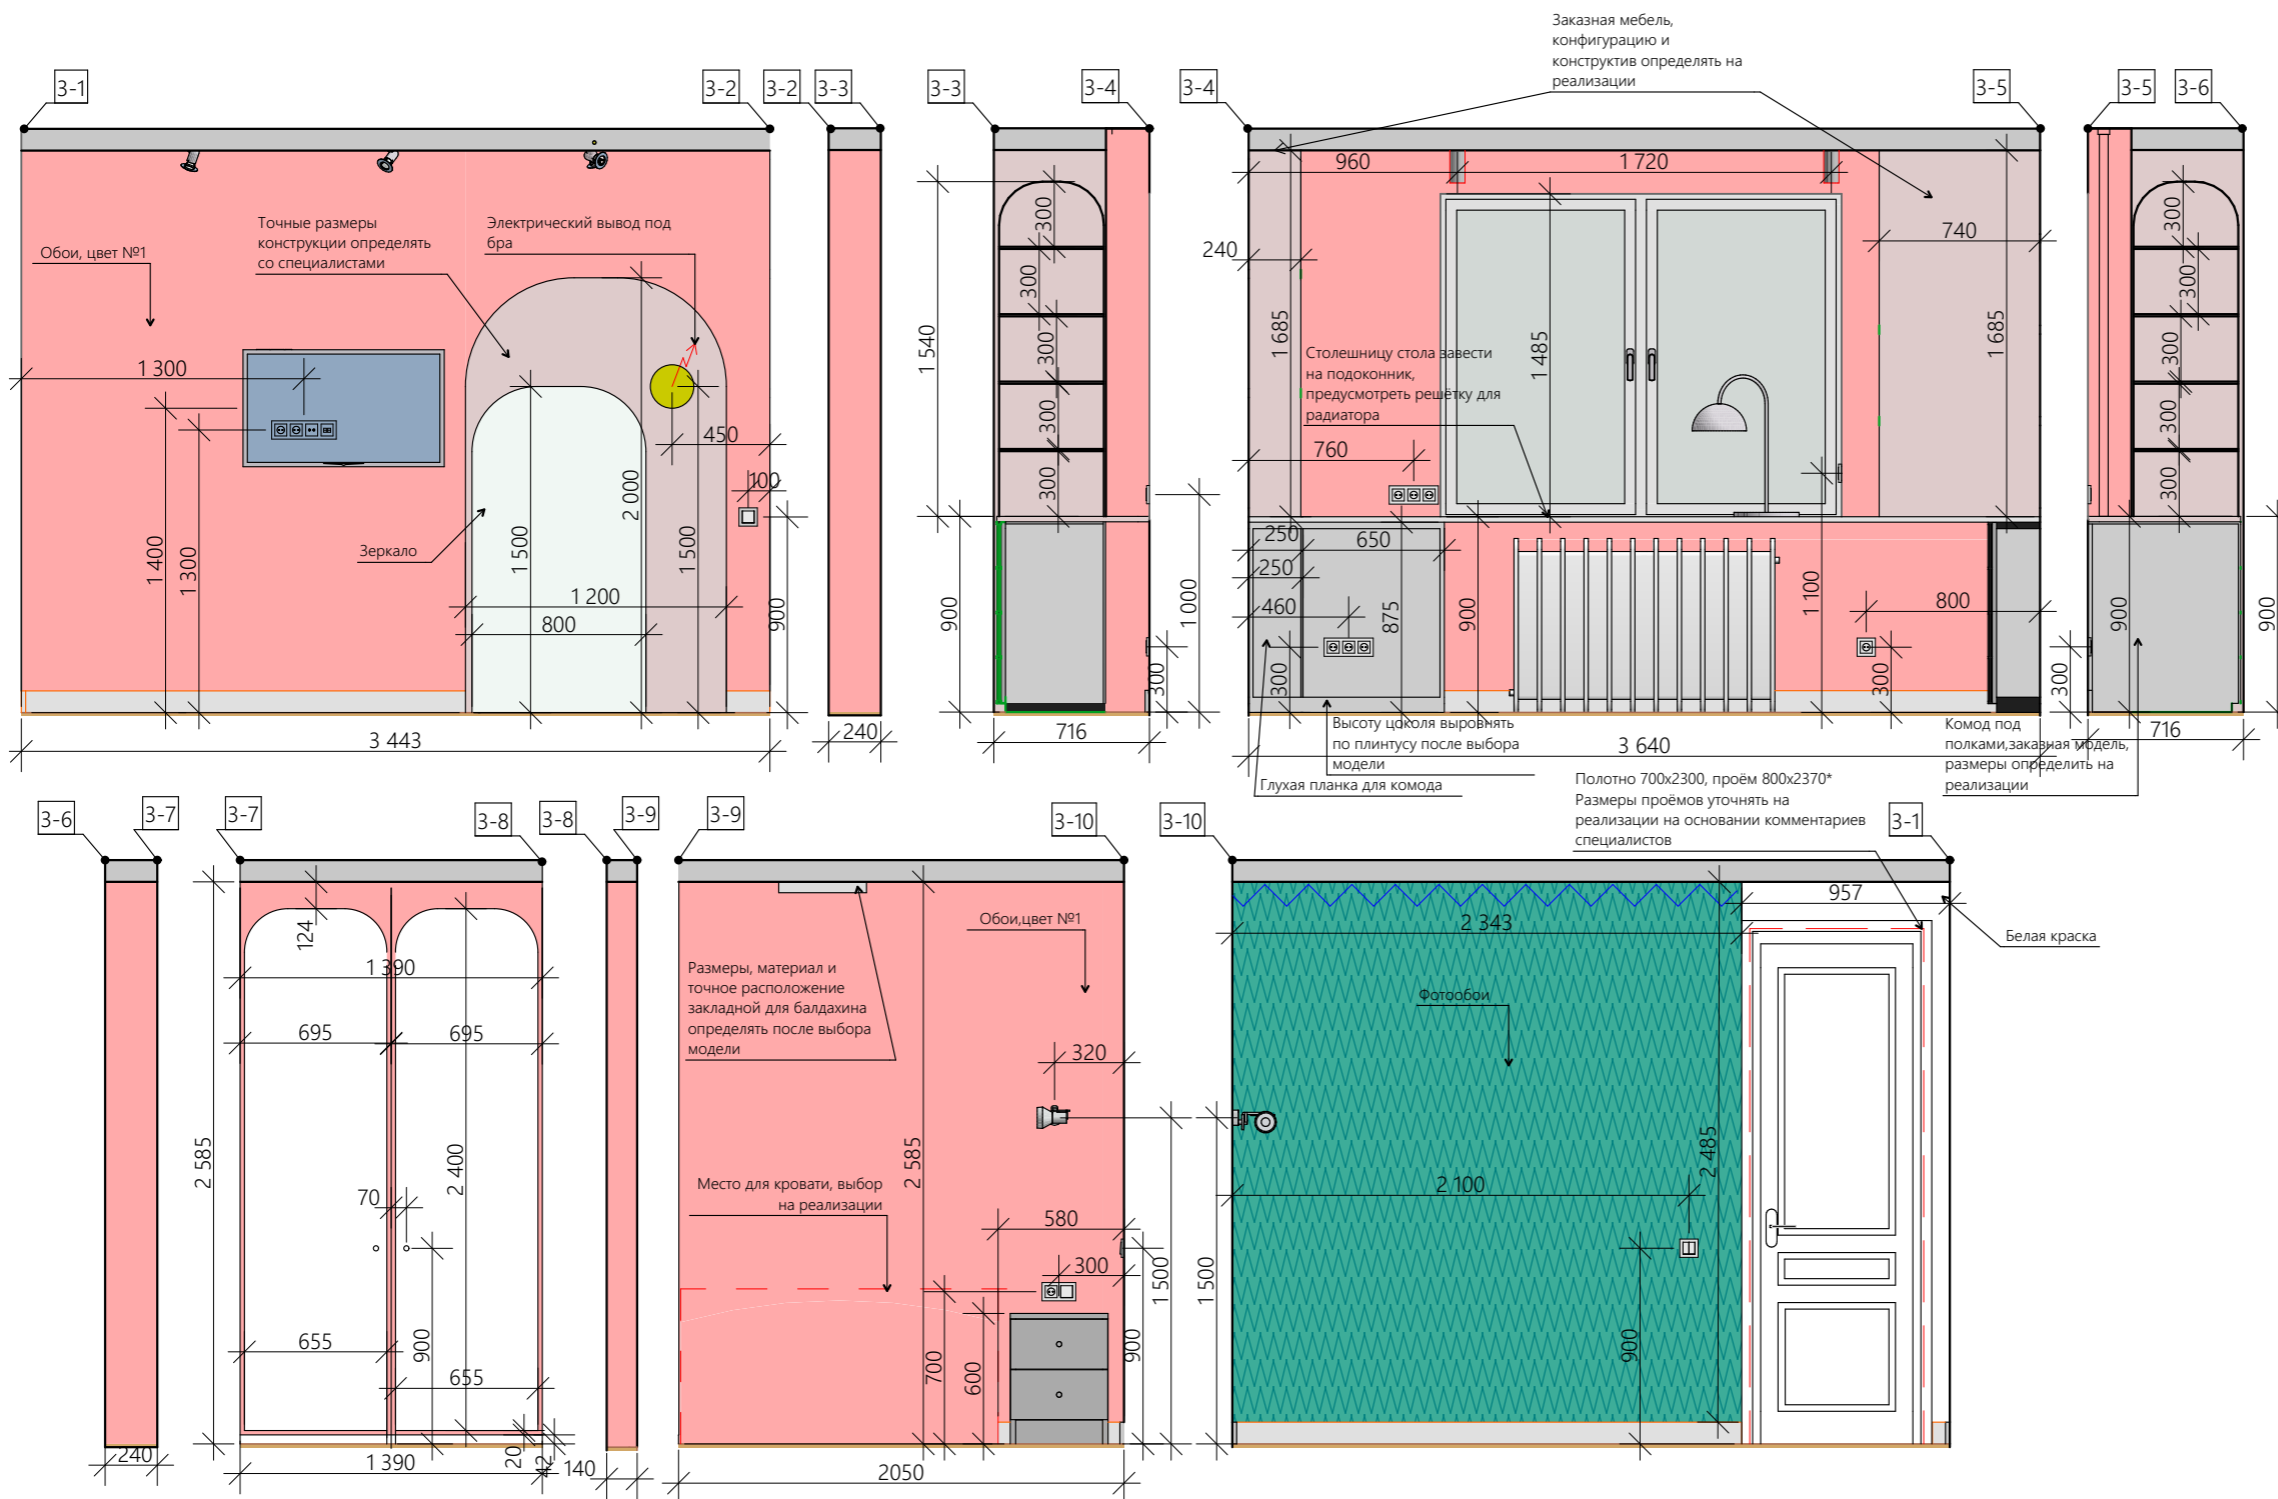 Заказная мебель,
конфигурацию и
конструктив определять на
реализации
3-1
3-2
3-2
3-3
3-3
3-4
3-4
3-5
3-5
3-6
Обои, цвет №1
Точные размеры
конструкции определять
со специалистами
Электрический вывод под
бра
1 300
1 400
1 300
Зеркало
1 500
2 000
1 500
450
100
1 200
800
900
3 443
240
1 540
300
300
300
300
300
900
1 000
300
716
960
1 720
240
740
1 685
1 485
1 685
Столешницу стола завести
на подоконник,
предусмотреть решётку для
радиатора
760
250
650
250
460
300
875
900
1 100
800
300
Высоту цоколя выровнять
по плинтусу после выбора
модели
Глухая планка для комода
3 640
300
300
300
300
300
900
900
300
716
Комод под
полками,заказная модель,
размеры определить на
реализации
Полотно 700х2300, проём 800х2370*
Размеры проёмов уточнять на
реализации на основании комментариев
специалистов
3-6
3-7
3-7
3-8
3-8
3-9
3-9
3-10
3-10
3-1
240
2 585
124
1 390
695
695
2 400
70
900
655
655
20
42
1 390
140
Размеры, материал и
точное расположение
закладной для балдахина
определять после выбора
модели
Обои,цвет №1
2 585
320
Место для кровати, выбор
на реализации
580
300
700
600
900
1 500
2050
1 500
2 343
957
Белая краска
Фотообои
2 485
2 100
900